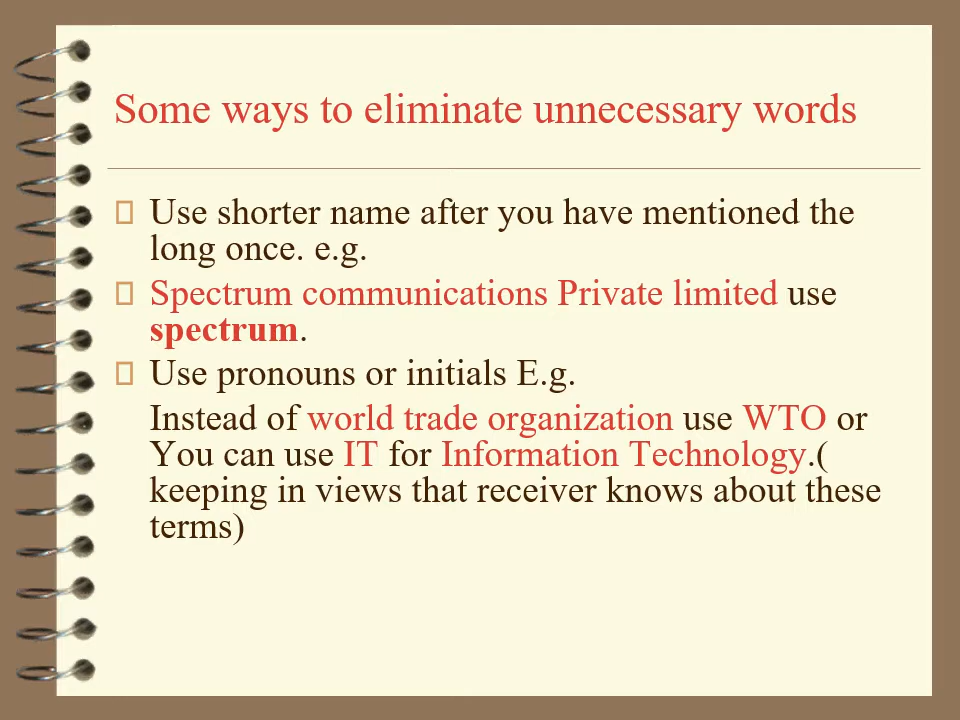 Some ways to eliminate unnecessary words
Use shorter name after you have mentioned the
long once. e.g.
Spectrum communications Private limited use
spectrum.
Use pronouns or initials E.g.
Instead of world trade organization use WTO or
You can use IT for Information Technology.(
keeping in views that receiver knows about these
terms)